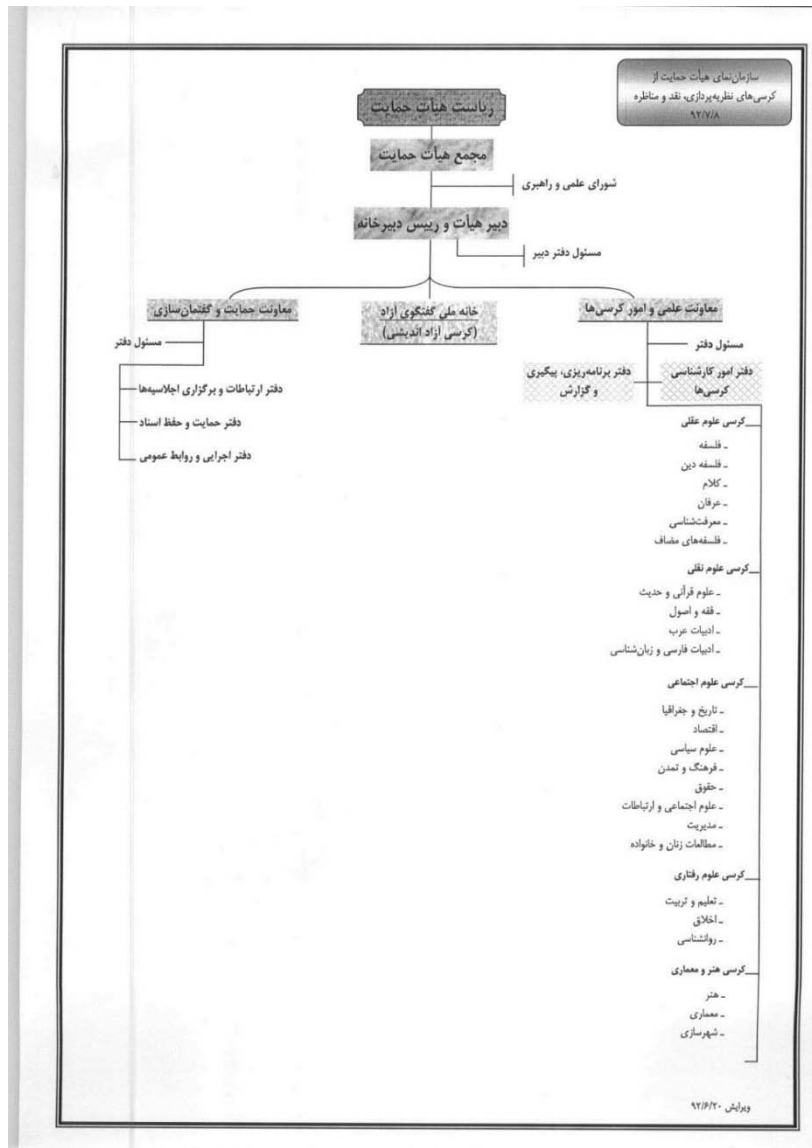 سازمان‌نمای هیأت حمایت از
کرسی‌های نظریه‌پردازی، نقد و مناظره
۹۲/۷/۸
ریاست هیأت حمایت
مجمع هیأت حمایت
شورای علمی و راهبری
دبیر هیأت و رییس دبیرخانه
مسئول دفتر دبیر
معاونت علمی و امور کرسی‌ها
خانه ملی گفتگوی آزاد
(کرسی آزاد اندیشی)
معاونت حمایت و گفتمان‌سازی
مسئول دفتر
دفتر امور کارشناسی
کرسی‌ها
دفتر برنامه‌ریزی، پیگیری
و گزارش
کرسی علوم عقلی
ـ فلسفه
ـ فلسفه دین
ـ کلام
ـ عرفان
ـ معرفت‌شناسی
ـ فلسفه‌های مضاف
کرسی علوم نقلی
ـ علوم قرآنی و حدیث
ـ فقه و اصول
ـ ادبیات عرب
ـ ادبیات فارسی و زبان‌شناسی
کرسی علوم اجتماعی
ـ تاریخ و جغرافیا
ـ اقتصاد
ـ علوم سیاسی
ـ فرهنگ و تمدن
ـ حقوق
ـ علوم اجتماعی و ارتباطات
ـ مدیریت
ـ مطالعات زنان و خانواده
کرسی علوم رفتاری
ـ تعلیم و تربیت
ـ اخلاق
ـ روانشناسی
کرسی هنر و معماری
ـ هنر
ـ معماری
ـ شهرسازی
مسئول دفتر
دفتر ارتباطات و برگزاری اجلاسیه‌ها
دفتر حمایت و حفظ اسناد
دفتر اجرایی و روابط عمومی
ویرایش ۹۲/۶/۲۰